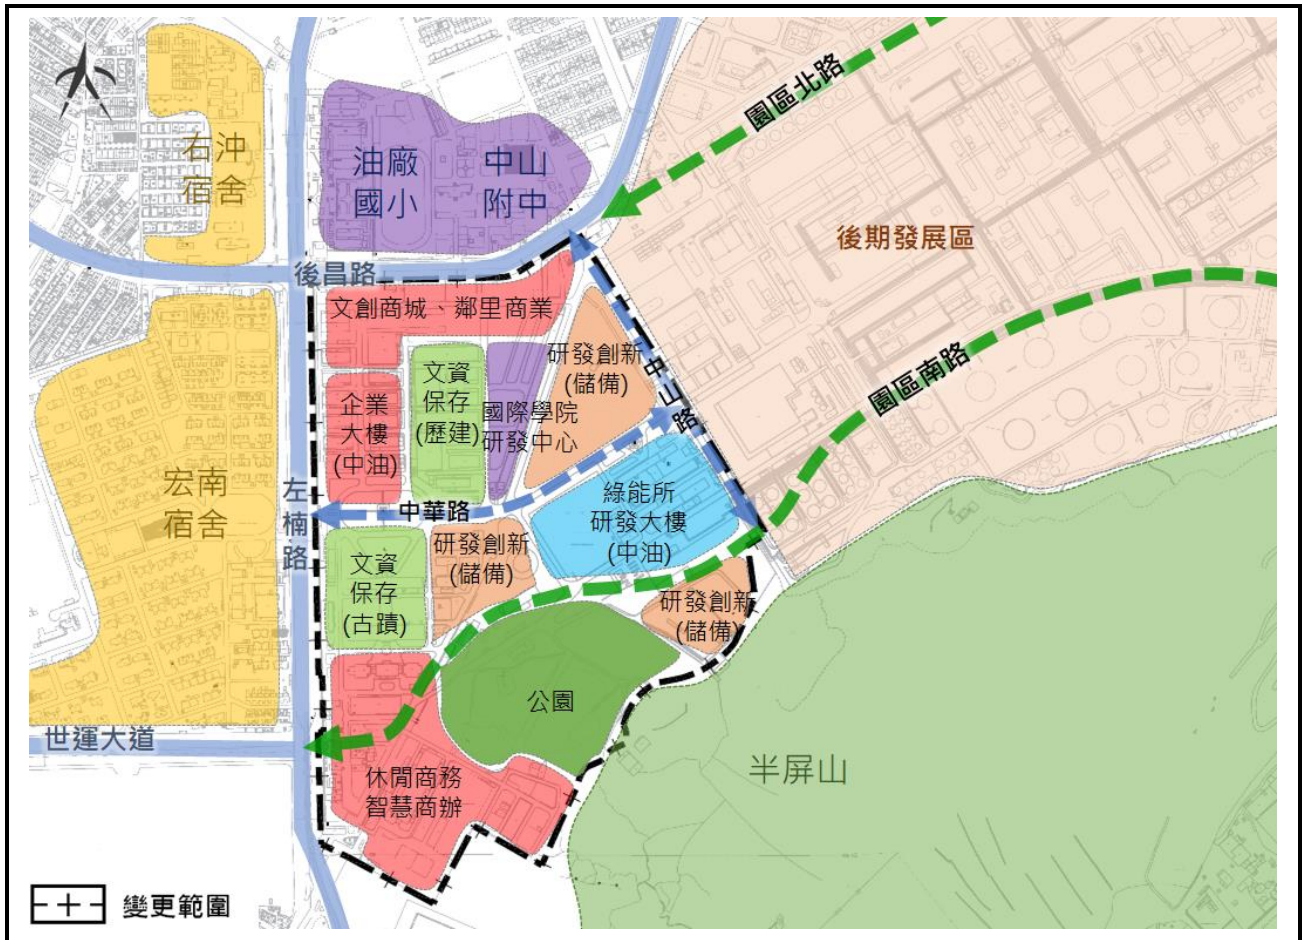 園區北路
右沖
宿舍
油廠
國小
中山
附中
後期發展區
後昌路
文創商城、鄰里商業
研發創新
(儲備)
中山路
園區南路
文資
保存
(歷建)
企業
大樓
(中油)
國際學院
研發中心
宏南
宿舍
左楠路
中華路
綠能所
研發大樓
(中油)
研發創新
(儲備)
文資
保存
(古蹟)
研發創新
(儲備)
公園
世運大道
休閒商務
智慧商辦
半屏山
變更範圍